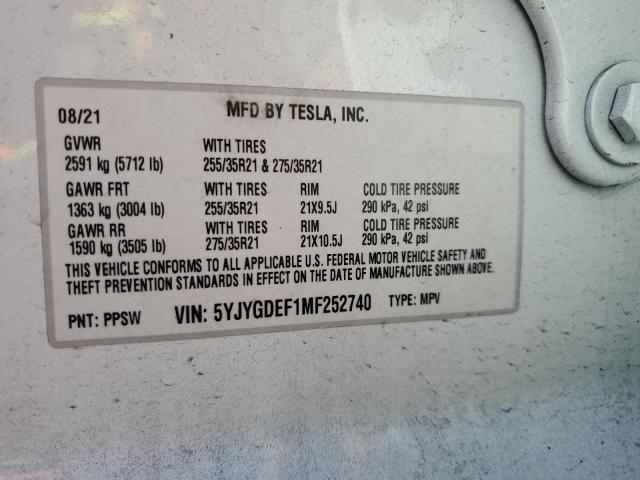 08/21 MFD BY TESLA, INC.
GVWR WITH TIRES
2591 kg (5712 lb) 255/35R21 & 275/35R21
GAWR FRT WITH TIRES RIM COLD TIRE PRESSURE
1363 kg (3004 lb) 255/35R21 21X9.5J 290 kPa, 42 psi
GAWR RR WITH TIRES RIM COLD TIRE PRESSURE
1590 kg (3505 lb) 275/35R21 21X10.5J 290 kPa, 42 psi
THIS VEHICLE CONFORMS TO ALL APPLICABLE U.S. FEDERAL MOTOR VEHICLE SAFETY AND
THEFT PREVENTION STANDARDS IN EFFECT ON THE DATE OF MANUFACTURE SHOWN ABOVE.
PNT: PPSW VIN: 5YJYGDEF1MF252740 TYPE: MPV